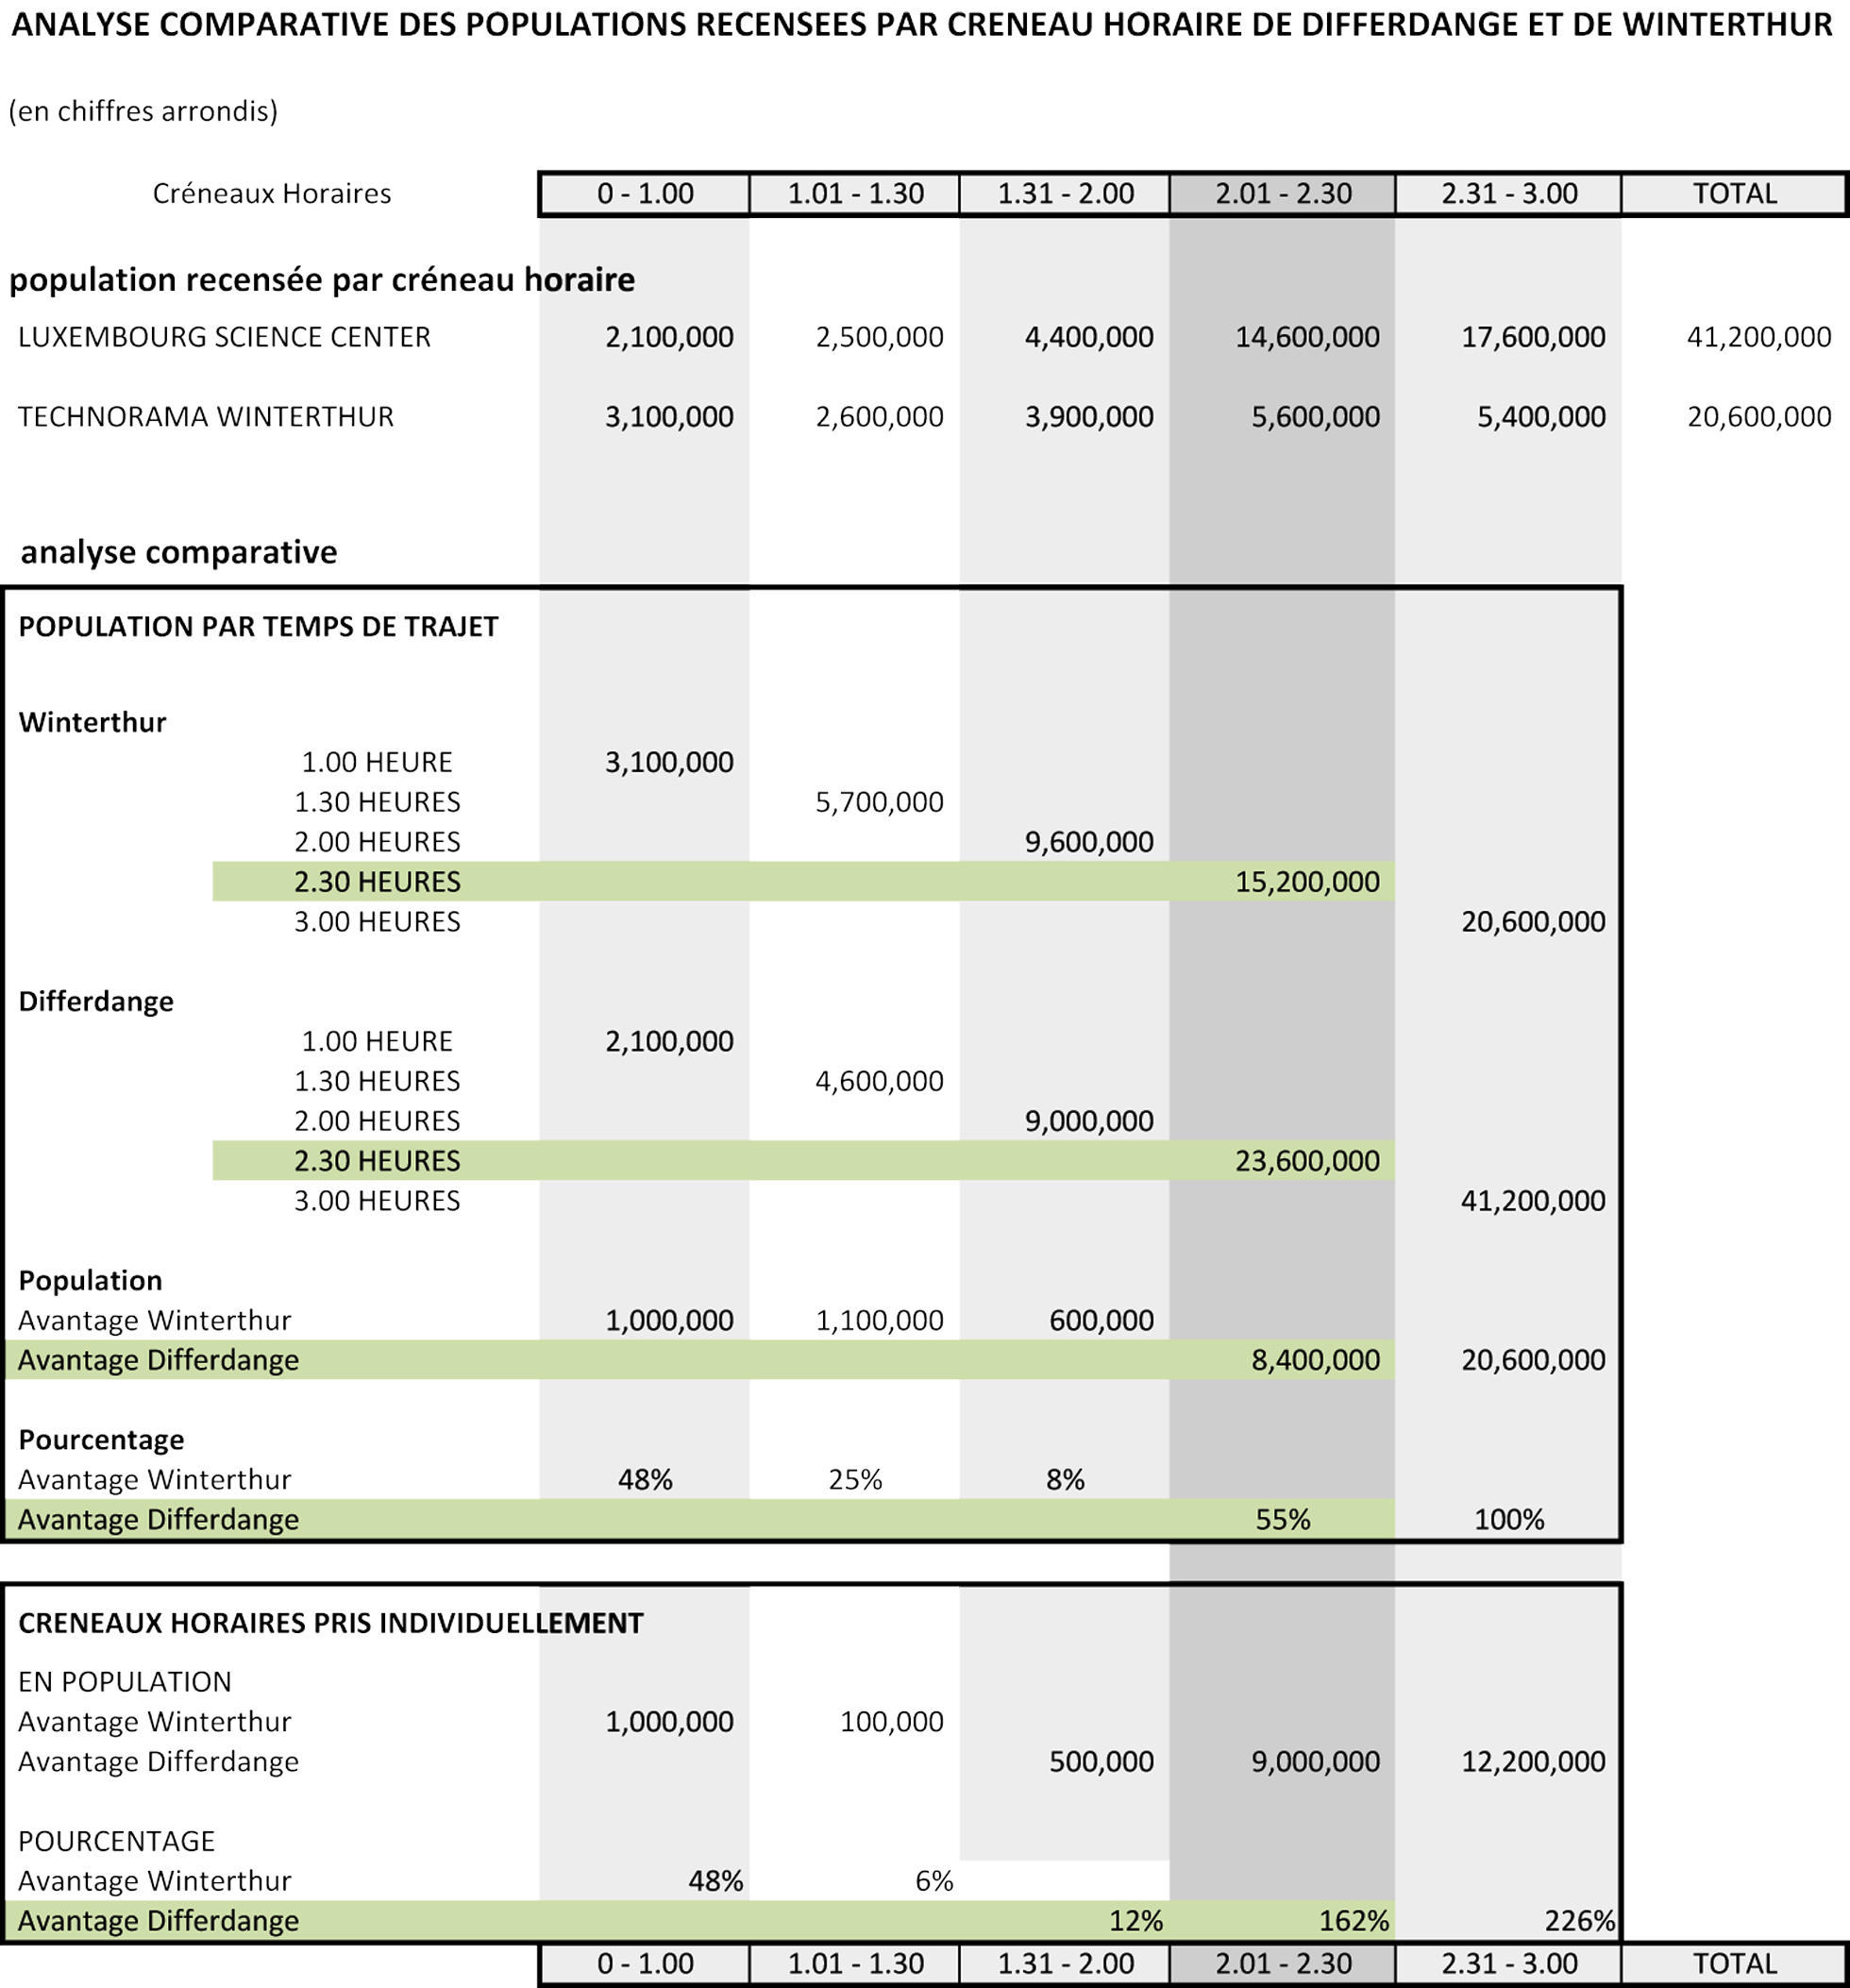 ANALYSE COMPARATIVE DES POPULATIONS RECENSEES PAR CRENEAU HORAIRE DE DIFFERDANGE ET DE WINTERTHUR
(en chiffres arrondis)
Créneaux Horaires 0 - 1.00 1.01 - 1.30 1.31 - 2.00 2.01 - 2.30 2.31 - 3.00 TOTAL
population recensée par créneau horaire
LUXEMBOURG SCIENCE CENTER 2,100,000 2,500,000 4,400,000 14,600,000 17,600,000 41,200,000
TECHNORAMA WINTERTHUR 3,100,000 2,600,000 3,900,000 5,600,000 5,400,000 20,600,000
analyse comparative
POPULATION PAR TEMPS DE TRAJET
Winterthur
1.00 HEURE 3,100,000
1.30 HEURES 5,700,000
2.00 HEURES 9,600,000
2.30 HEURES 15,200,000
3.00 HEURES 20,600,000
Differdange
1.00 HEURE 2,100,000
1.30 HEURES 4,600,000
2.00 HEURES 9,000,000
2.30 HEURES 23,600,000
3.00 HEURES 41,200,000
Population
Avantage Winterthur 1,000,000 1,100,000 600,000
Avantage Differdange 8,400,000 20,600,000
Pourcentage
Avantage Winterthur 48% 25% 8%
Avantage Differdange 55% 100%
CRENEAUX HORAIRES PRIS INDIVIDUELLEMENT
EN POPULATION
Avantage Winterthur 1,000,000 100,000
Avantage Differdange 500,000 9,000,000 12,200,000
POURCENTAGE
Avantage Winterthur 48% 6%
Avantage Differdange 12% 162% 226%
0 - 1.00 1.01 - 1.30 1.31 - 2.00 2.01 - 2.30 2.31 - 3.00 TOTAL